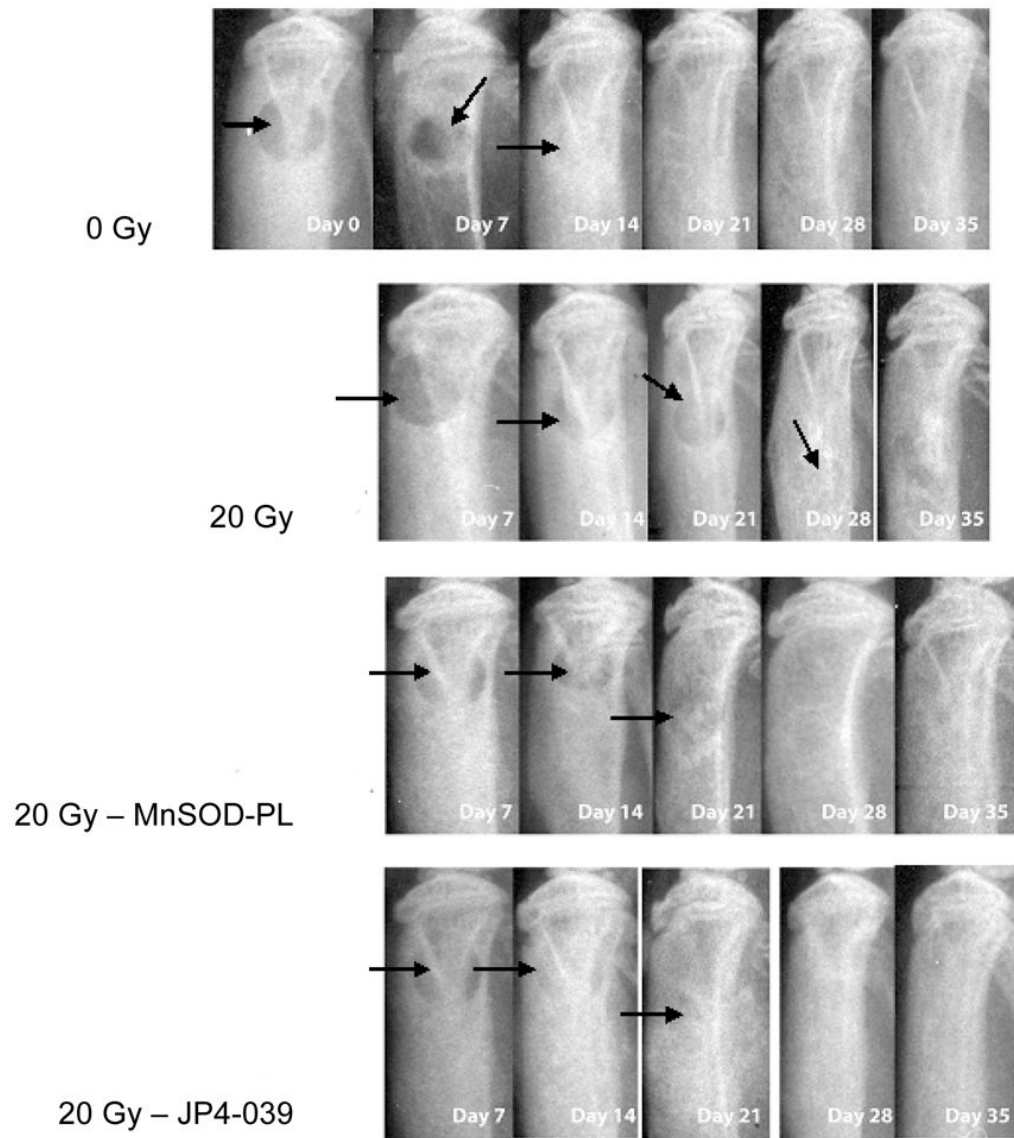 Day 0 Day 7 Day 14 Day 21 Day 28 Day 35
0 Gy
Day 7 Day 14 Day 21 Day 28 Day 35
20 Gy
Day 7 Day 14 Day 21 Day 28 Day 35
20 Gy – MnSOD-PL
Day 7 Day 14 Day 21 Day 28 Day 35
20 Gy – JP4-039